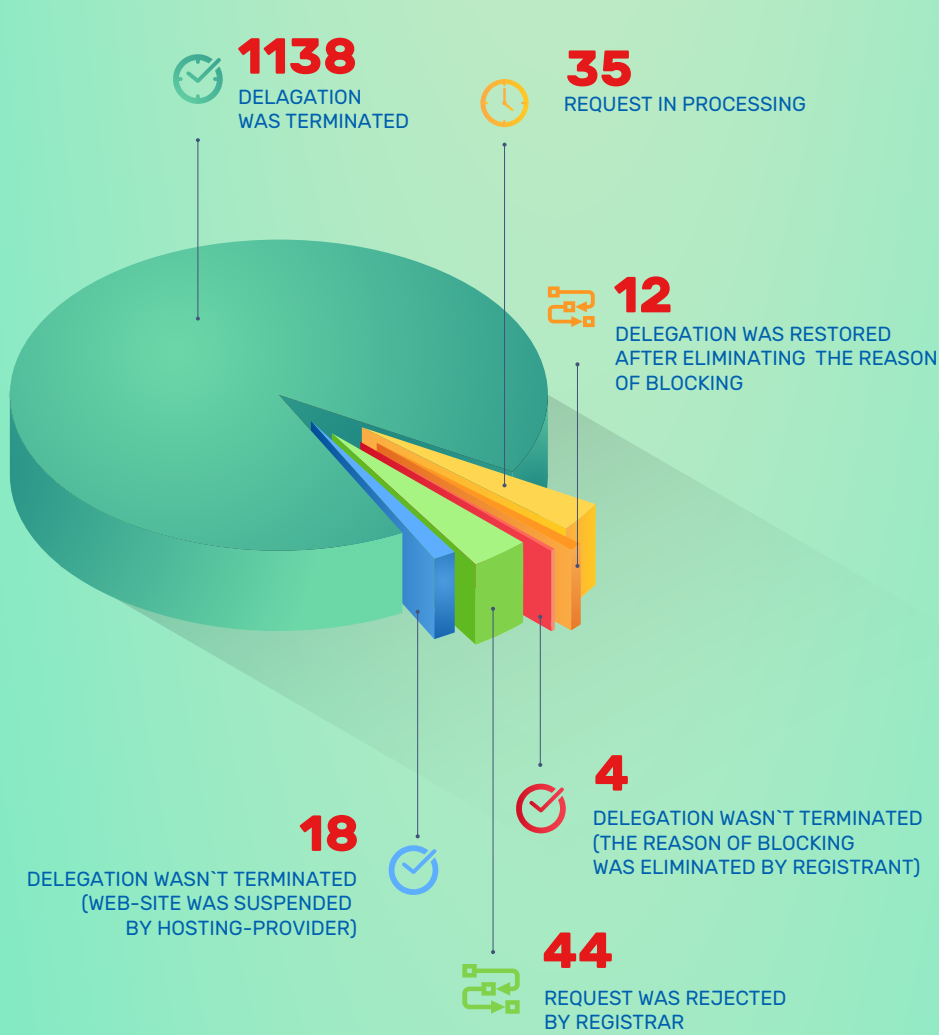 1138
DELAGATION
WAS TERMINATED
35
REQUEST IN PROCESSING
12
DELEGATION WAS RESTORED
AFTER ELIMINATING THE REASON
OF BLOCKING
4
DELEGATION WASN`T TERMINATED
(THE REASON OF BLOCKING
WAS ELIMINATED BY REGISTRANT)
18
DELEGATION WASN`T TERMINATED
(WEB-SITE WAS SUSPENDED
BY HOSTING-PROVIDER)
44
REQUEST WAS REJECTED
BY REGISTRAR